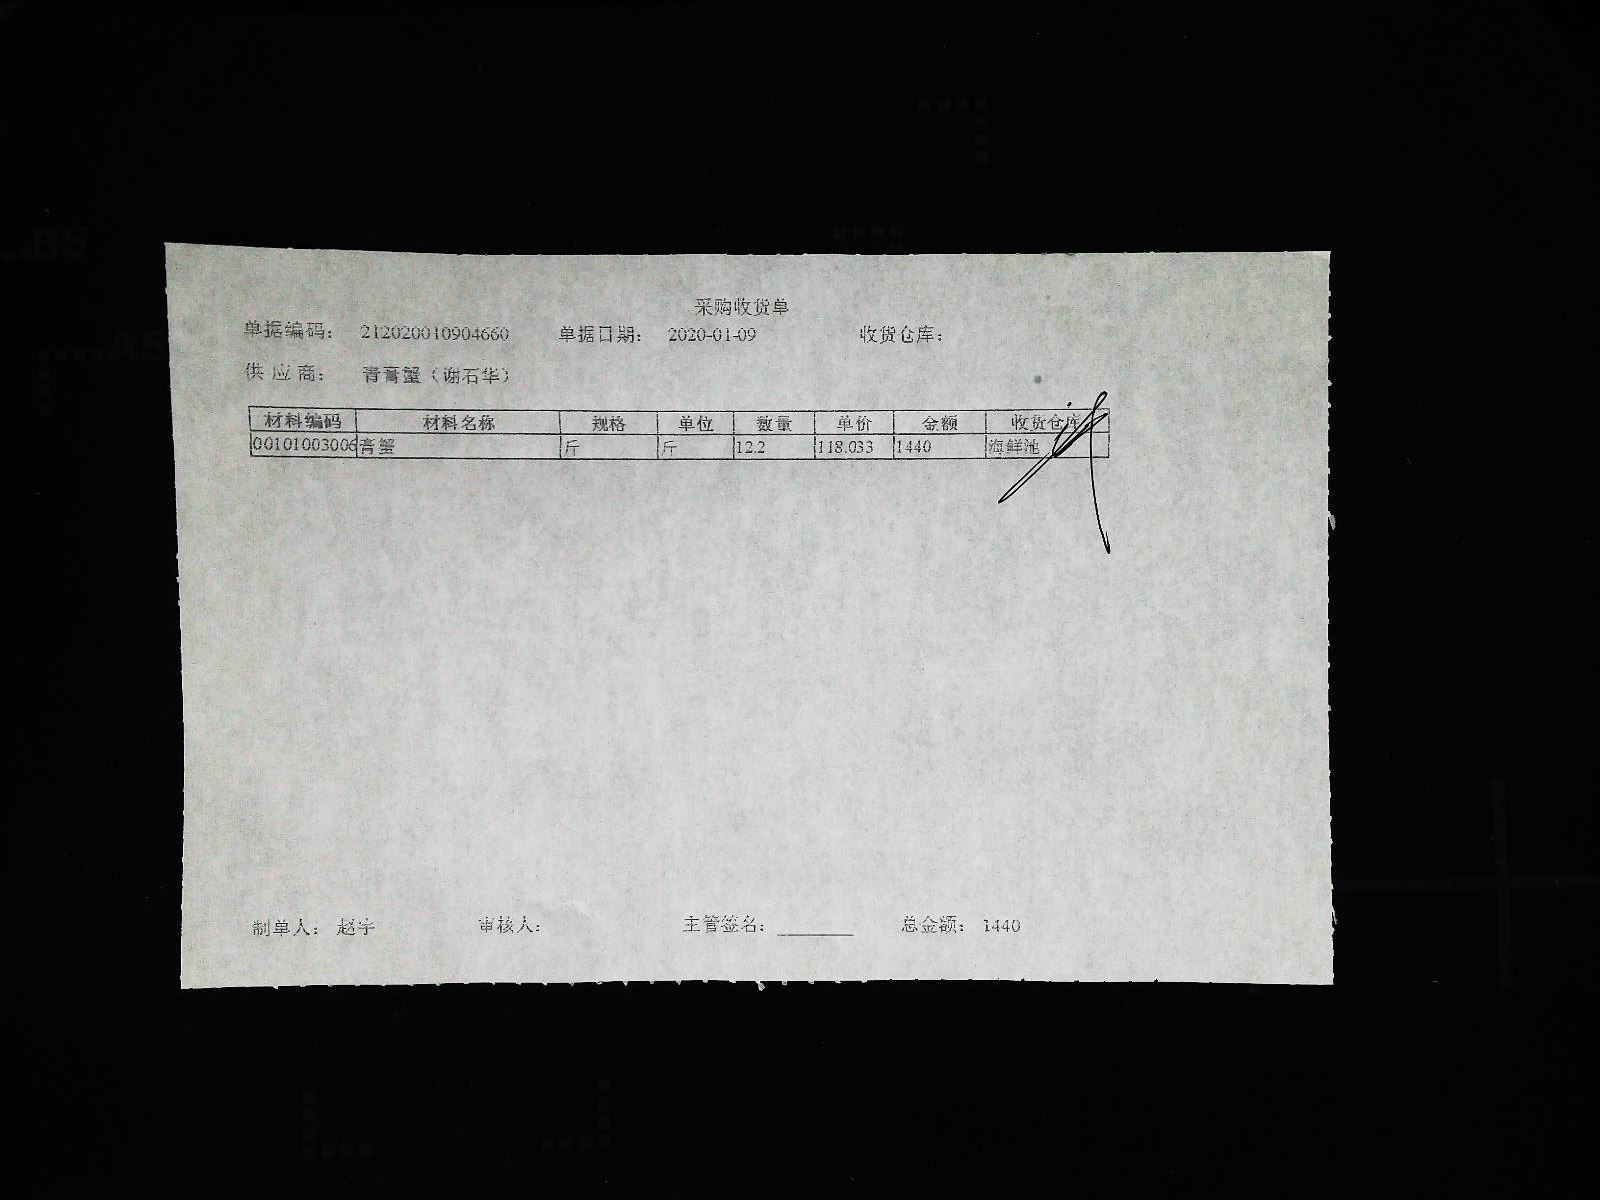 采购收货单
单据编码： 212020010904660 单据日期： 2020-01-09 收货仓库：
供 应 商： 青膏蟹（谢石华）
材料编码 材料名称 规格 单位 数量 单价 金额 收货仓库
00101003006 膏蟹 斤 斤 12.2 118.033 1440 海鲜池
制单人： 赵宇 审核人： 主管签名： ________ 总金额： 1440